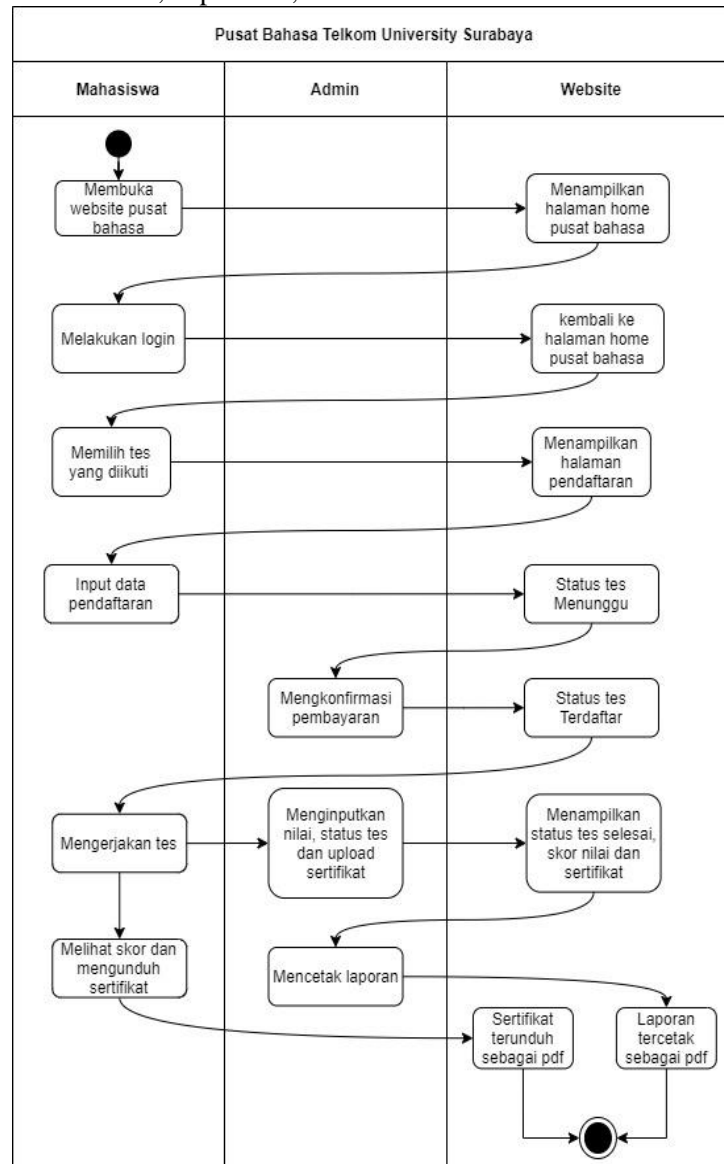 Pusat Bahasa Telkom University Surabaya
Mahasiswa
Admin
Website
Membuka
website pusat
bahasa
Menampilkan
halaman home
pusat bahasa
Melakukan login
kembali ke
halaman home
pusat bahasa
Memilih tes
yang diikuti
Menampilkan
halaman
pendaftaran
Input data
pendaftaran
Status tes
Menunggu
Mengkonfirmasi
pembayaran
Status tes
Terdaftar
Mengerjakan tes
Menginputkan
nilai, status tes
dan upload
sertifikat
Menampilkan
status tes selesai,
skor nilai dan
sertifikat
Melihat skor dan
mengunduh
sertifikat
Mencetak laporan
Sertifikat
terunduh
sebagai pdf
Laporan
tercetak
sebagai pdf